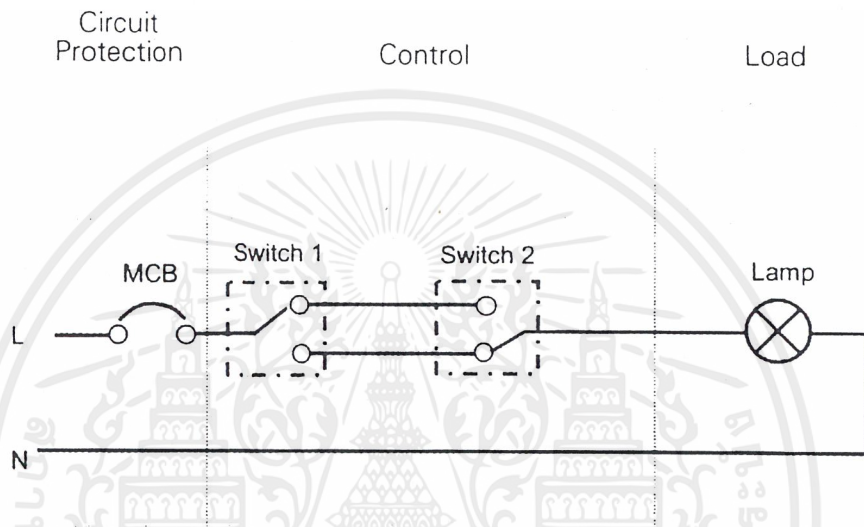 Circuit
Protection
Control
Load
Switch 1
Switch 2
MCB
Lamp
L
N